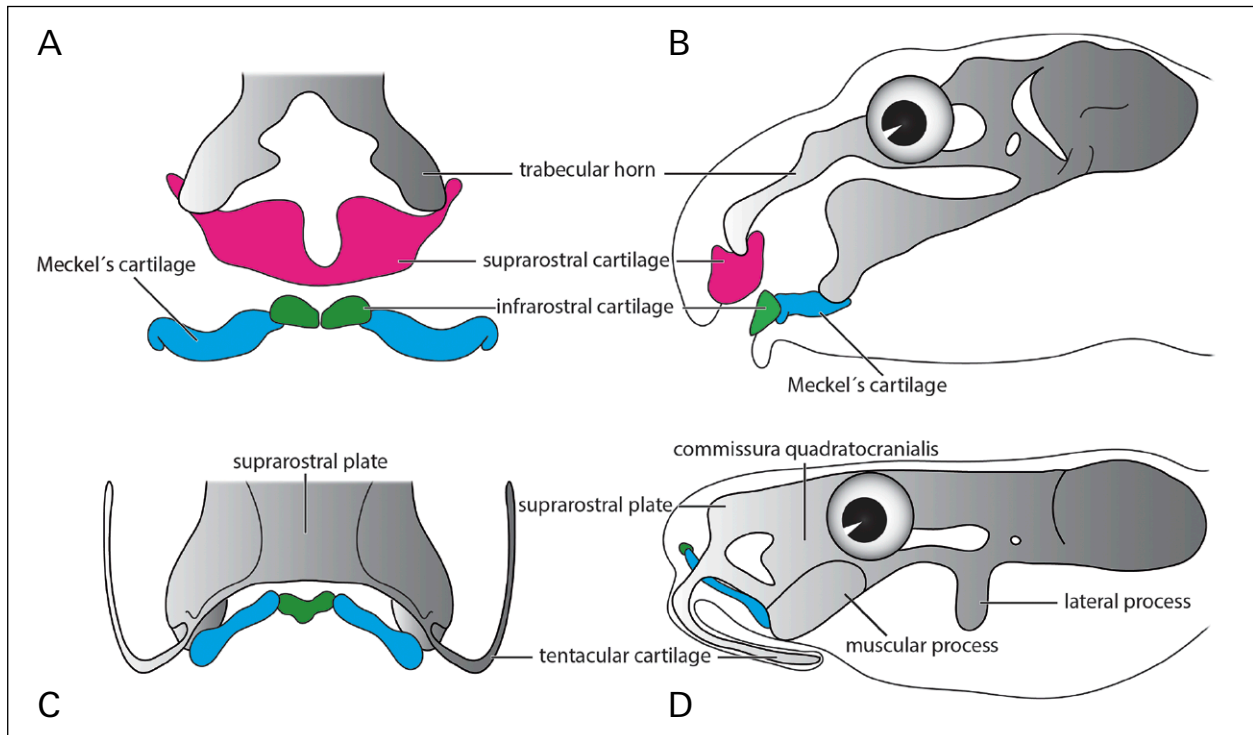 A
B
trabecular horn
Meckel´s cartilage
suprarostral cartilage
infrarostral cartilage
Meckel´s cartilage
suprarostral plate
commissura quadratocranialis
suprarostral plate
lateral process
muscular process
tentacular cartilage
C
D